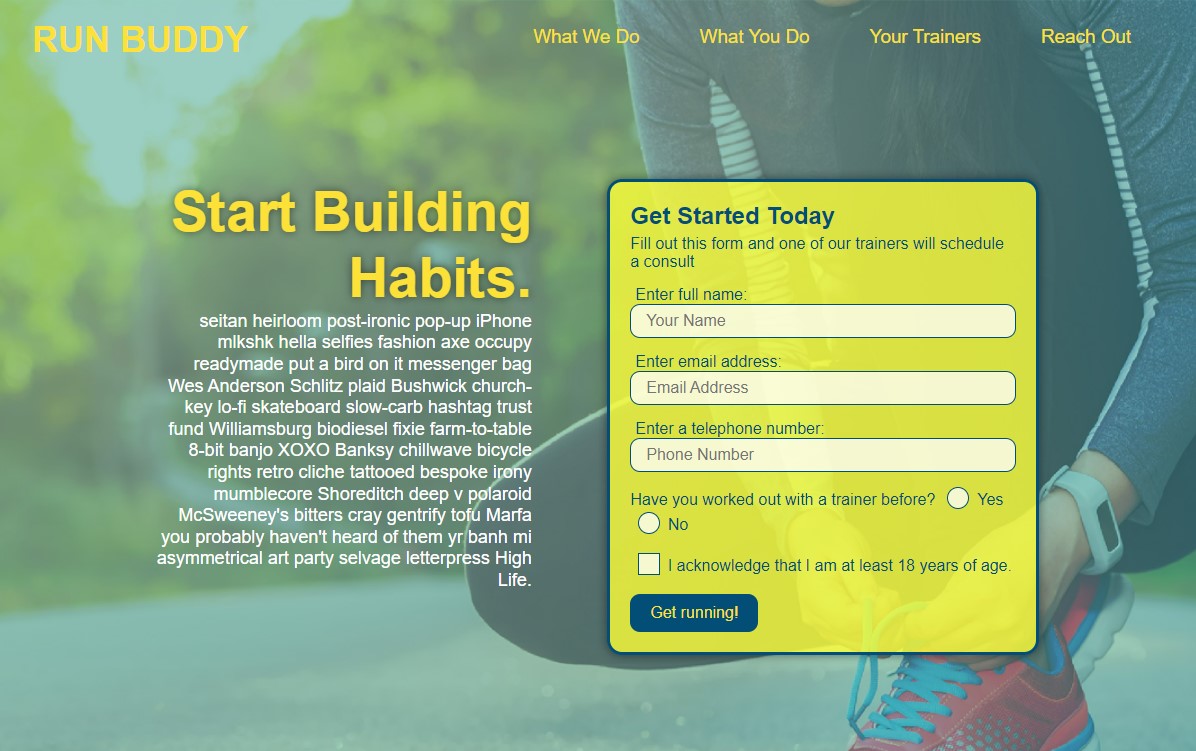 RUN BUDDY
What We Do
What You Do
Your Trainers
Reach Out
Start Building
Habits.
seitan heirloom post-ironic pop-up iPhone
mlkshk hella selfies fashion axe occupy
readymade put a bird on it messenger bag
Wes Anderson Schlitz plaid Bushwick church-
key lo-fi skateboard slow-carb hashtag trust
fund Williamsburg biodiesel fixie farm-to-table
8-bit banjo XOXO Banksy chillwave bicycle
rights retro cliche tattooed bespoke irony
mumblecore Shoreditch deep v polaroid
McSweeney's bitters cray gentrify tofu Marfa
you probably haven't heard of them yr banh mi
asymmetrical art party selvage letterpress High
Life.
Get Started Today
Fill out this form and one of our trainers will schedule
a consult
Enter full name:
Your Name
Enter email address:
Email Address
Enter a telephone number:
Phone Number
Have you worked out with a trainer before? Yes
No
I acknowledge that I am at least 18 years of age.
Get running!